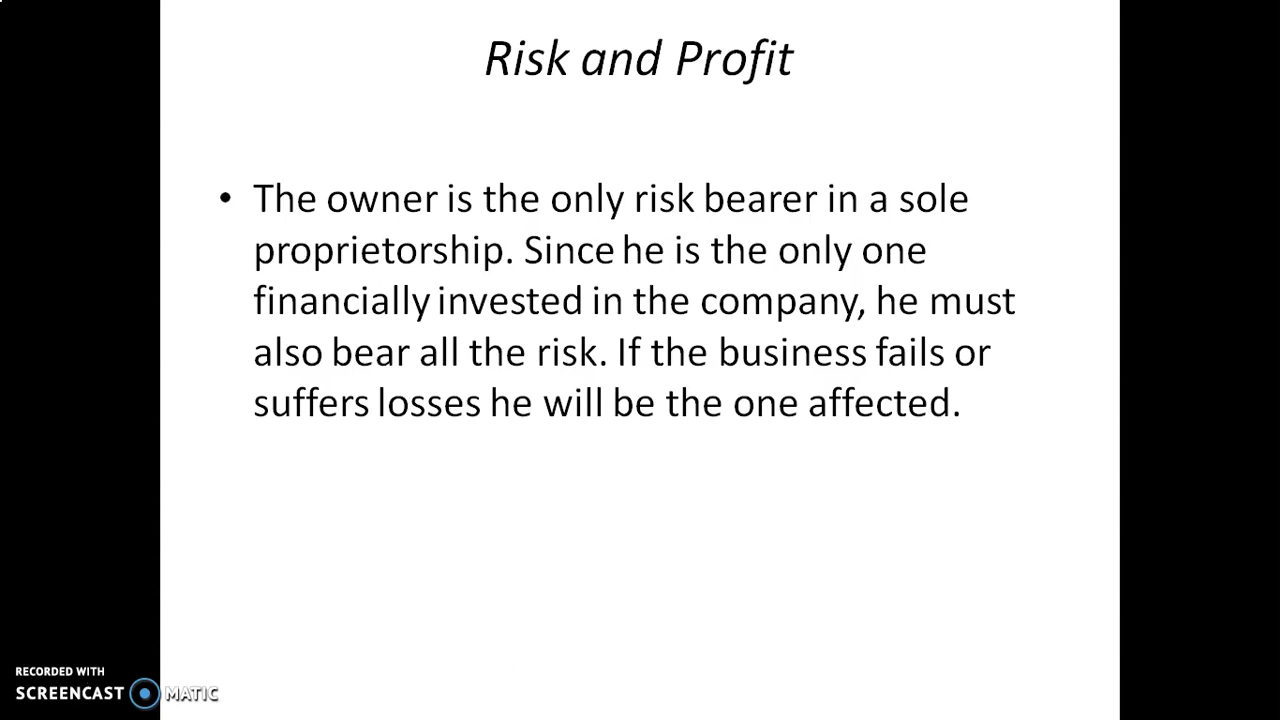 Risk and Profit
• The owner is the only risk bearer in a sole
proprietorship. Since he is the only one
financially invested in the company, he must
also bear all the risk. If the business fails or
suffers losses he will be the one affected.
RECORDED WITH
SCREENCAST MATIC